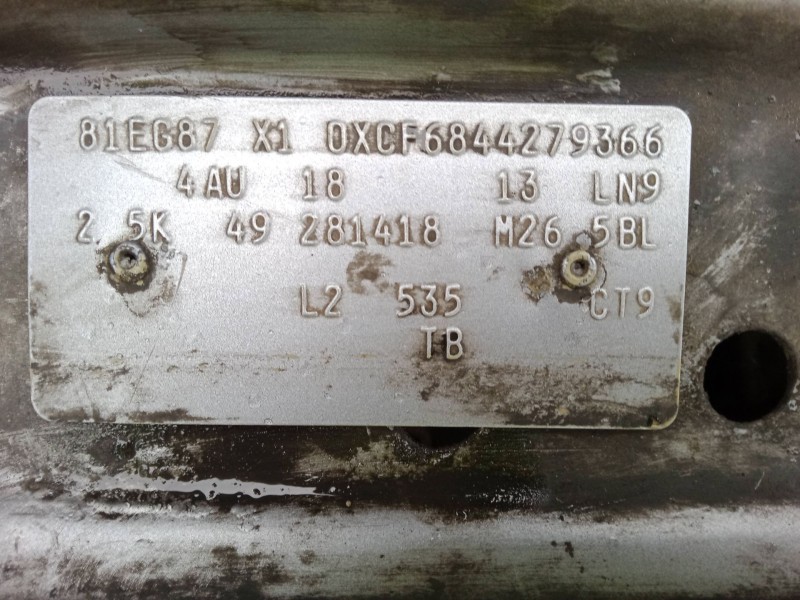 81EG87 X1 0XCF6844279366
4AU 18 13 LN9
2 5K 49 281418 M26 5BL
L2 535 CT9
TB